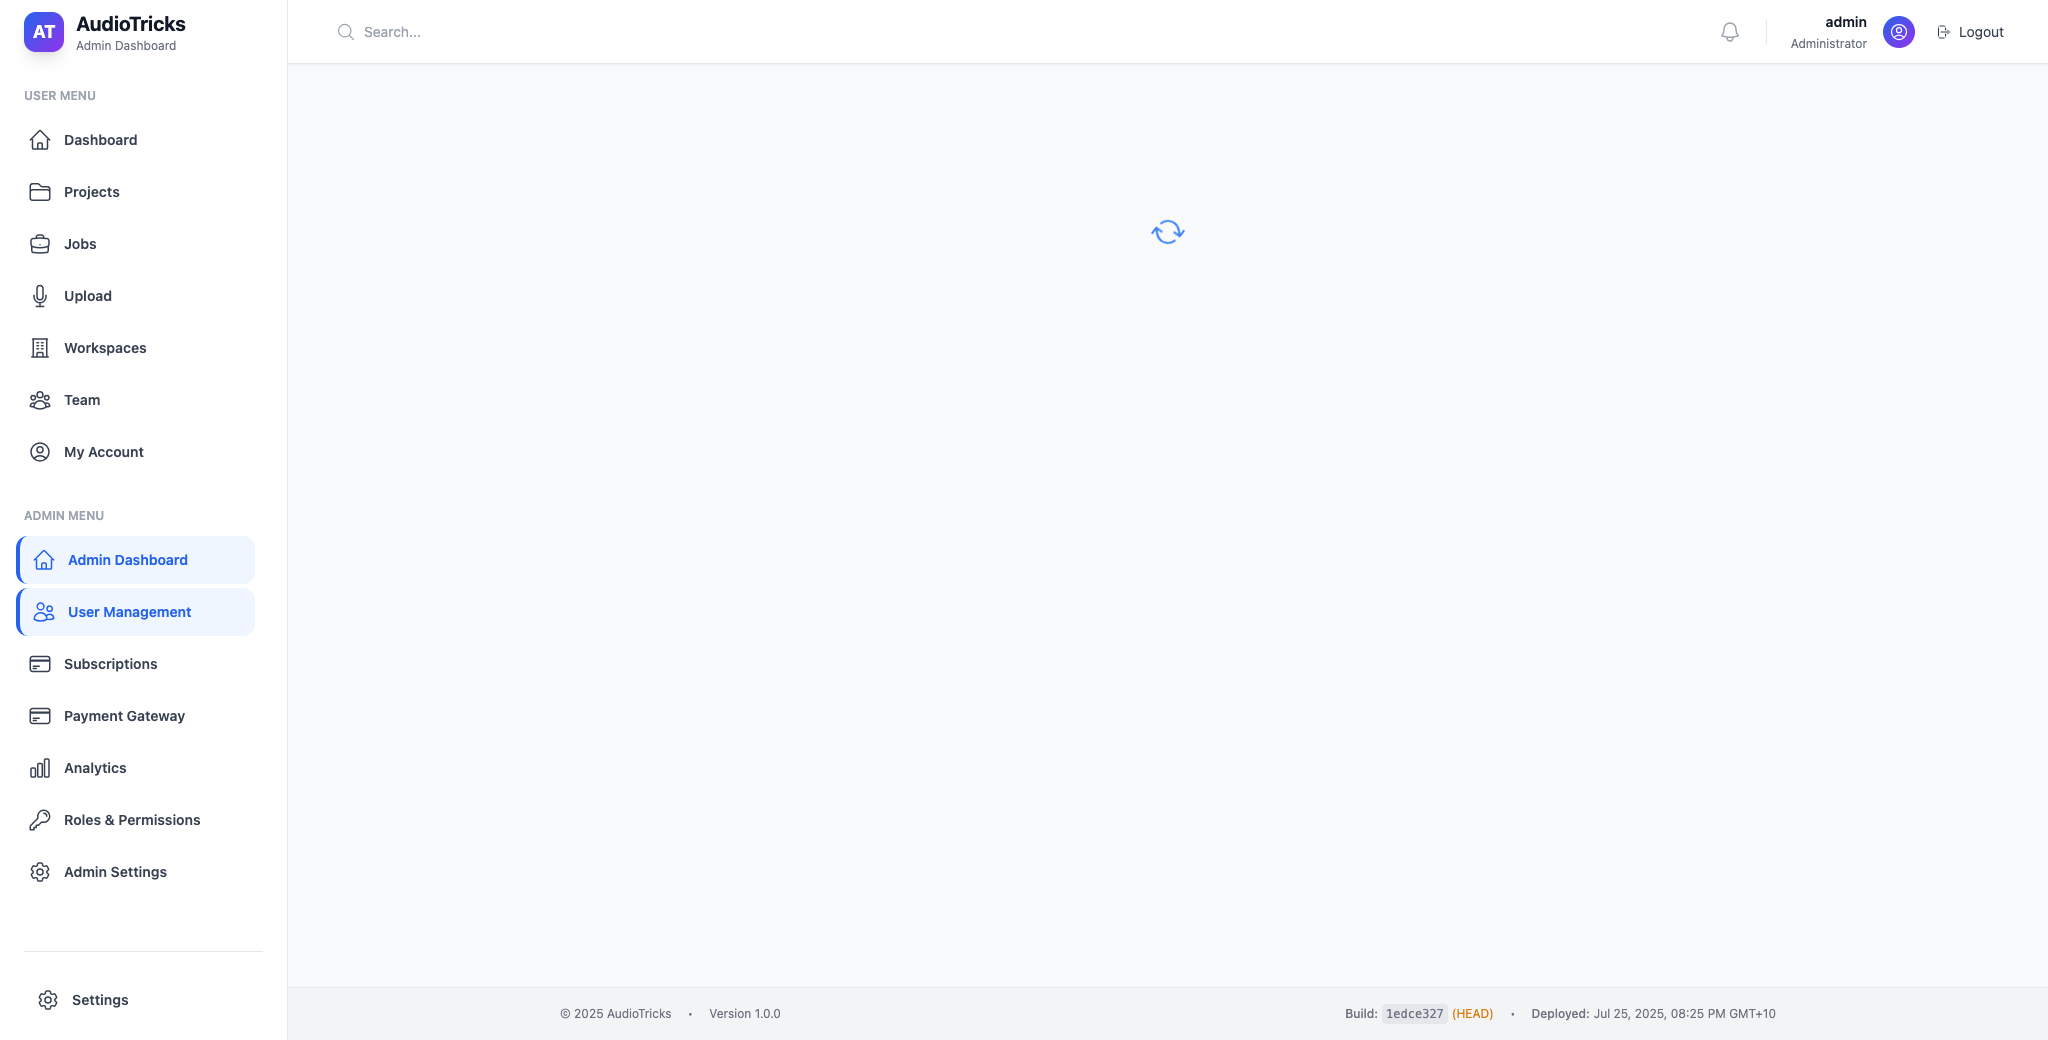 AT
AudioTricks
Admin Dashboard
Search...
admin
Administrator
Logout
USER MENU
Dashboard
Projects
Jobs
Upload
Workspaces
Team
My Account
ADMIN MENU
Admin Dashboard
User Management
Subscriptions
Payment Gateway
Analytics
Roles & Permissions
Admin Settings
Settings
© 2025 AudioTricks • Version 1.0.0
Build: 1edce327 (HEAD) • Deployed: Jul 25, 2025, 08:25 PM GMT+10